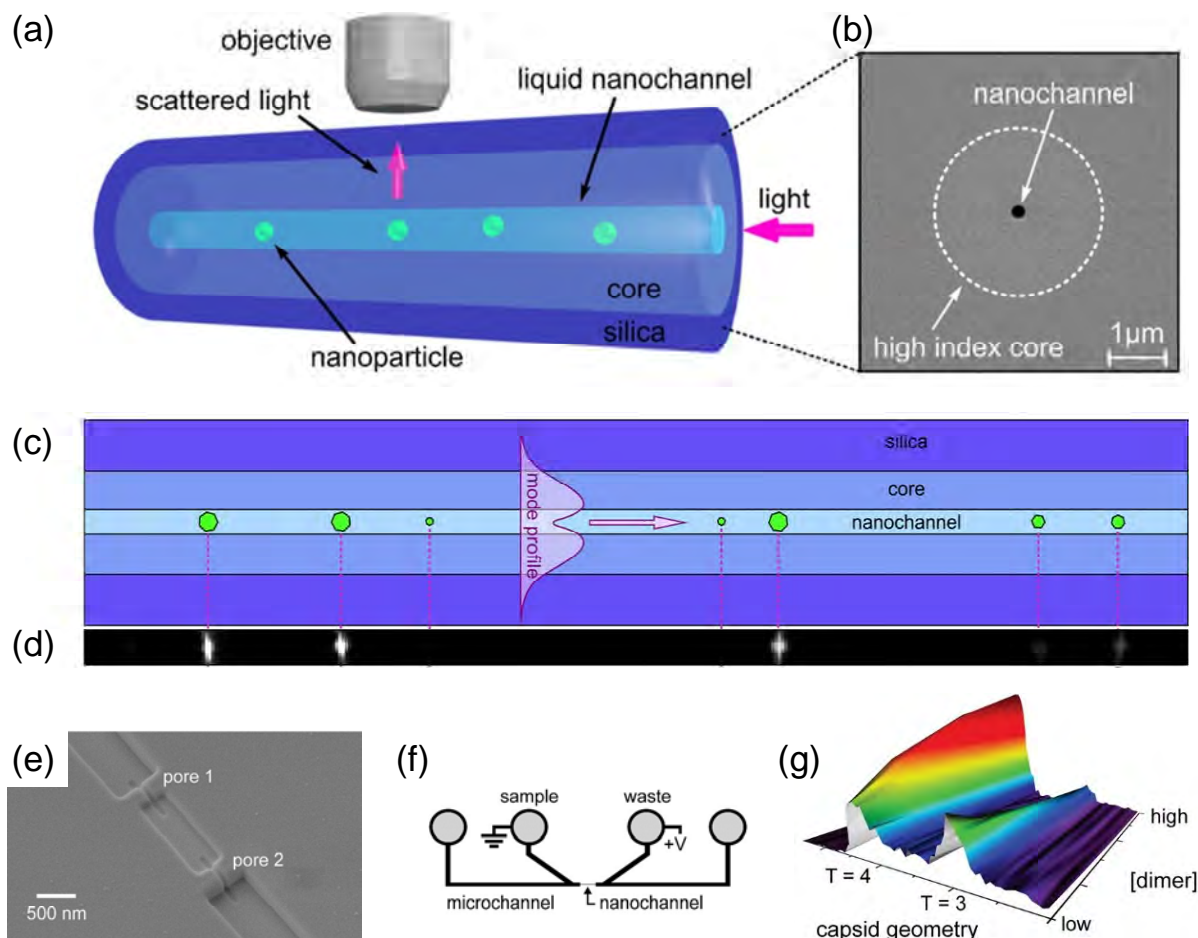 (a)
objective
scattered light
liquid nanochannel
light
core
silica
nanoparticle
(b)
nanochannel
high index core
1μm
(c)
silica
core
nanochannel
mode profile
(d)
(e)
pore 1
pore 2
500 nm
(f)
sample
waste
+V
microchannel
nanochannel
(g)
high
[dimer]
low
T = 4
T = 3
capsid geometry